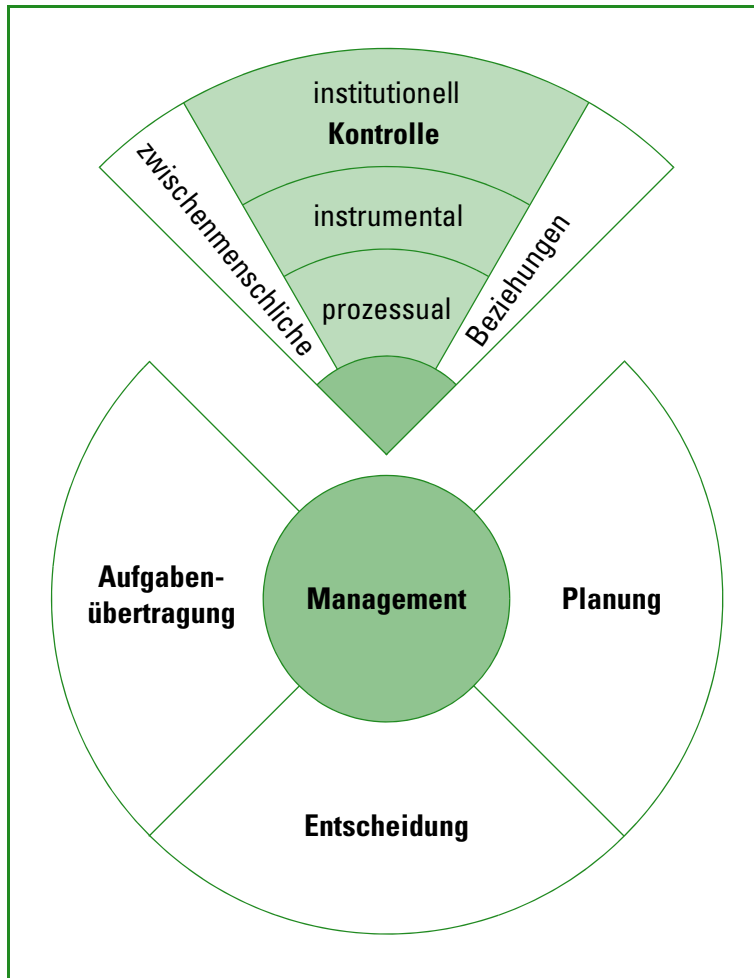 institutionell
Kontrolle
zwischenmenschliche
Beziehungen
instrumental
prozessual
Aufgaben-
übertragung
Management
Planung
Entscheidung